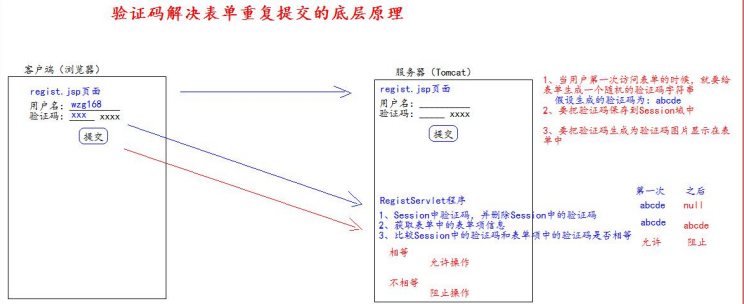 验证码解决表单重复提交的底层原理
客户端（浏览器）
regist.jsp页面
用户名：wzg168
验证码：xxx xxxx
提交
服务器（Tomcat）
regist.jsp页面
用户名：________
验证码：_____ xxxx
提交
1、当用户第一次访问表单的时候，就要给
表单生成一个随机的验证码字符串
假设生成的验证码为：abcde
2、要把验证码保存到Session域中
3、要把验证码生成为验证码图片显示在表
单中
RegistServlet程序
1、Session中验证码，并删除Session中的验证码
2、获取表单中的表单项信息
3、比较Session中的验证码和表单项中的验证码是否相等
相等
允许操作
不相等
阻止操作
第一次 之后
abcde null
abcde abcde
允许 阻止